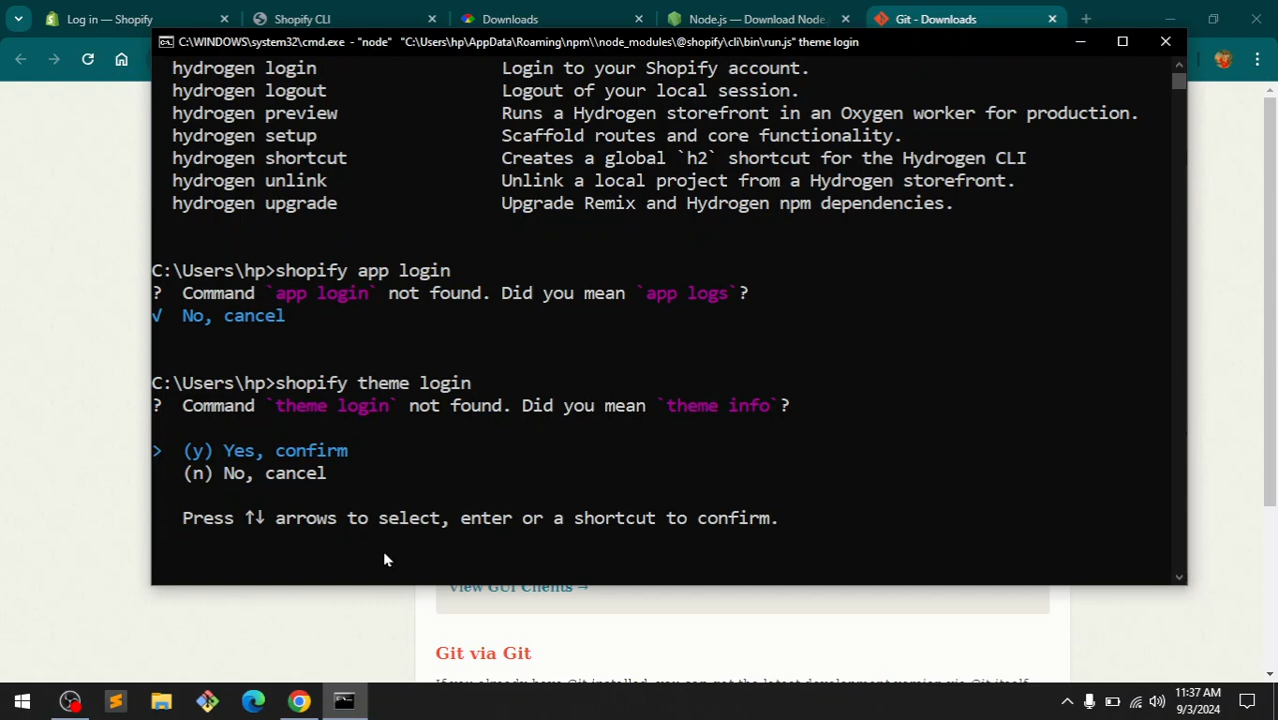 Log in — Shopify
Shopify CLI
Downloads
Node.js — Download Node.
Git - Downloads
C:\WINDOWS\system32\cmd.exe - "node" "C:\Users\hp\AppData\Roaming\npm\\node_modules\@shopify\cli\bin\run.js" theme login
hydrogen login Login to your Shopify account.
hydrogen logout Logout of your local session.
hydrogen preview Runs a Hydrogen storefront in an Oxygen worker for production.
hydrogen setup Scaffold routes and core functionality.
hydrogen shortcut Creates a global `h2` shortcut for the Hydrogen CLI
hydrogen unlink Unlink a local project from a Hydrogen storefront.
hydrogen upgrade Upgrade Remix and Hydrogen npm dependencies.
C:\Users\hp>shopify app login
? Command `app login` not found. Did you mean `app logs`?
√ No, cancel
C:\Users\hp>shopify theme login
? Command `theme login` not found. Did you mean `theme info`?
> (y) Yes, confirm
(n) No, cancel
Press ↑↓ arrows to select, enter or a shortcut to confirm.
View GUI Clients →
Git via Git
11:37 AM
9/3/2024